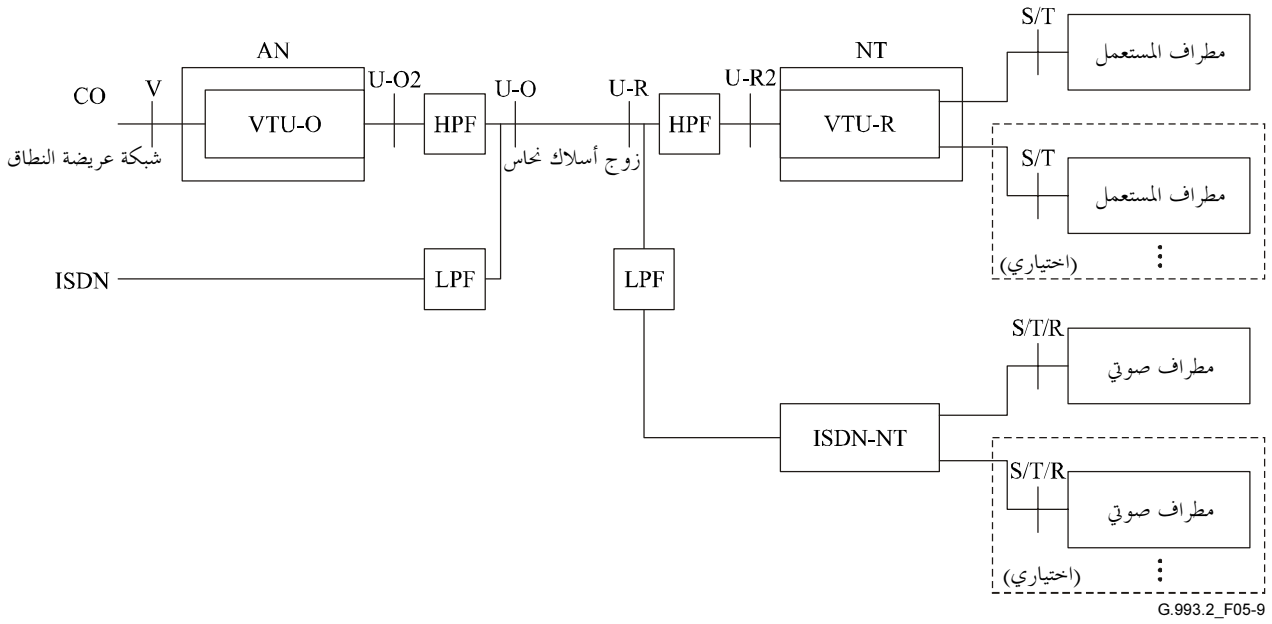 S/T
مطراف المستعمل
AN
NT
CO
V
U-O2
U-O
U-R
U-R2
VTU-O
HPF
HPF
VTU-R
شبكة عريضة النطاق
زوج أسلاك نحاس
S/T
مطراف المستعمل
(اختياري)
ISDN
LPF
LPF
S/T/R
مطراف صوتي
ISDN-NT
S/T/R
مطراف صوتي
(اختياري)
G.993.2_F05-9